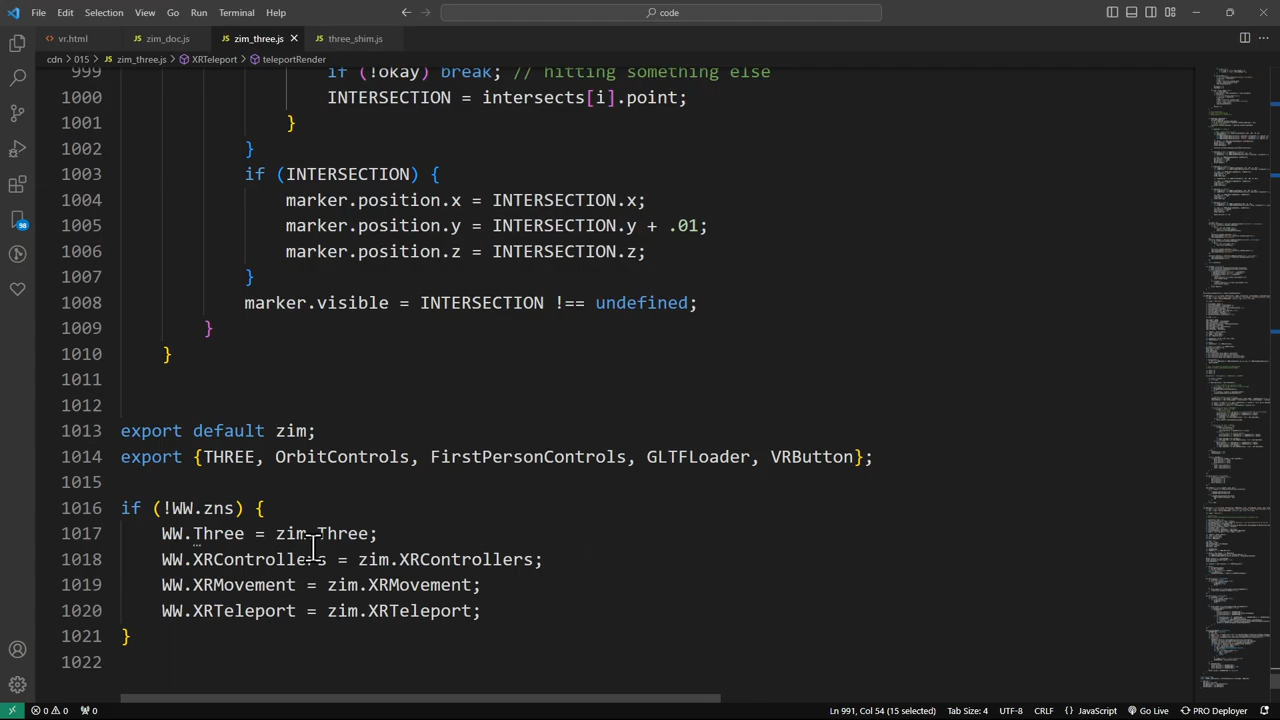 File Edit Selection View Go Run Terminal Help
code
vr.html zim_doc.js zim_three.js three_shim.js
cdn > 015 > zim_three.js > XRTeleport > teleportRender
999 if (!okay) break; // hitting something else
1000 INTERSECTION = intersects[i].point;
1001 }
1002 }
1003 if (INTERSECTION) {
1004 marker.position.x = INTERSECTION.x;
1005 marker.position.y = INTERSECTION.y + .01;
1006 marker.position.z = INTERSECTION.z;
1007 }
1008 marker.visible = INTERSECTION !== undefined;
1009 }
1010 }
1011
1012
1013 export default zim;
1014 export {THREE, OrbitControls, FirstPersonControls, GLTFLoader, VRButton};
1015
1016 if (!WW.zns) {
1017 WW.Three = zim.Three;
1018 WW.XRControllers = zim.XRControllers;
1019 WW.XRMovement = zim.XRMovement;
1020 WW.XRTeleport = zim.XRTeleport;
1021 }
1022
98
0 0 0 Ln 991, Col 54 (15 selected) Tab Size: 4 UTF-8 CRLF {} JavaScript Go Live PRO Deployer